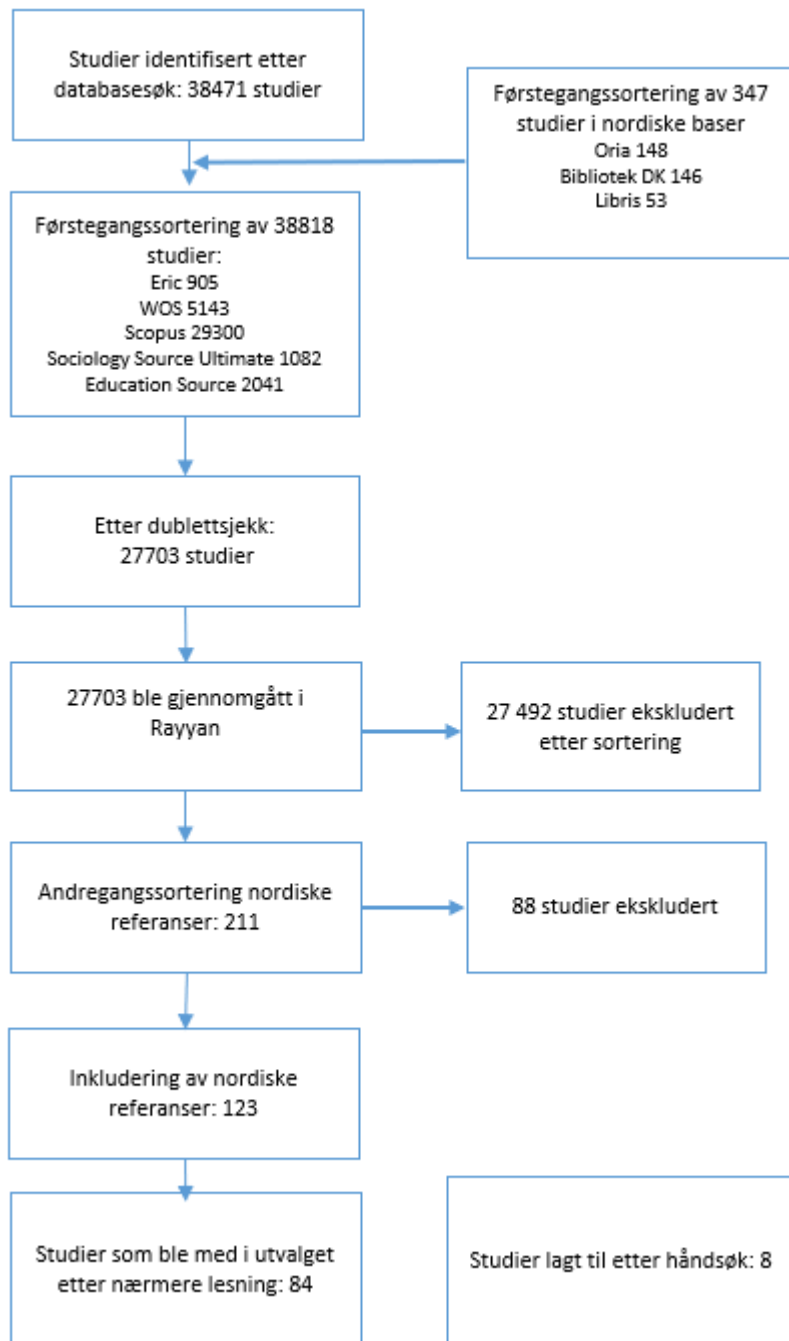 Studier identifisert etter
databasesøk: 38471 studier
Førstegangssortering av 347
studier i nordiske baser
Oria 148
Bibliotek DK 146
Libris 53
Førstegangssortering av 38818
studier:
Eric 905
WOS 5143
Scopus 29300
Sociology Source Ultimate 1082
Education Source 2041
Etter dublettsjekk:
27703 studier
27703 ble gjennomgått i
Rayyan
27 492 studier ekskludert
etter sortering
Andregangssortering nordiske
referanser: 211
88 studier ekskludert
Inkludering av nordiske
referanser: 123
Studier som ble med i utvalget
etter nærmere lesning: 84
Studier lagt til etter håndsøk: 8